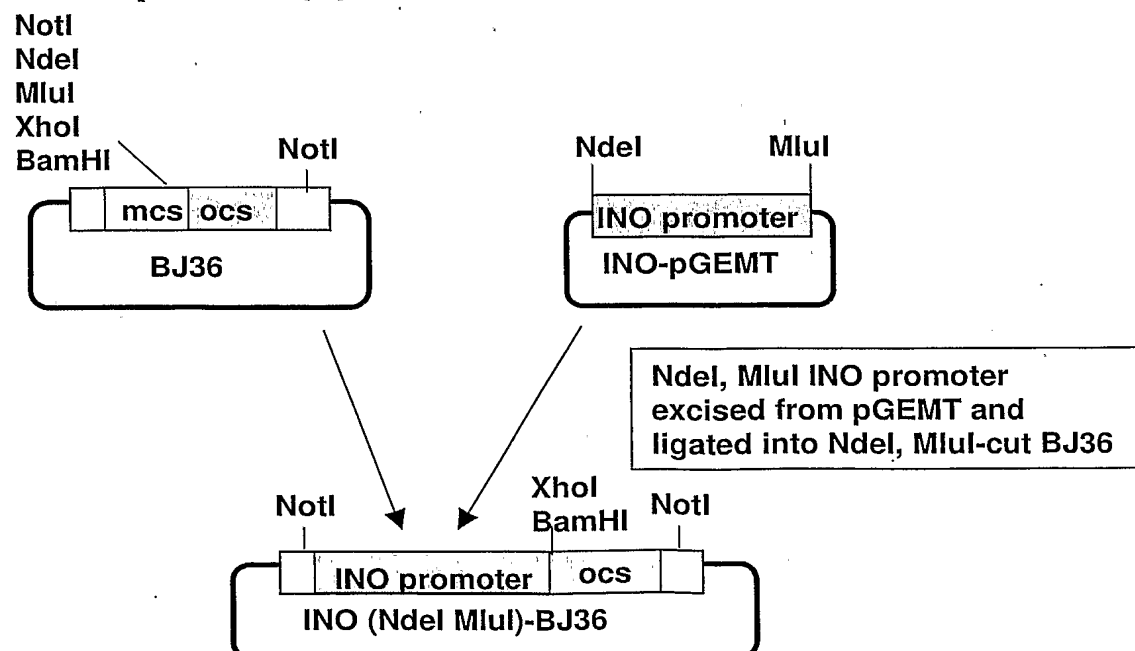 NotI
NdeI
MluI
XhoI
BamHI
NotI
mcs ocs
BJ36
NdeI MluI
INO promoter
INO-pGEMT
NdeI, MluI INO promoter
excised from pGEMT and
ligated into NdeI, MluI-cut BJ36
NotI
XhoI
BamHI
NotI
INO promoter ocs
INO (NdeI MluI)-BJ36